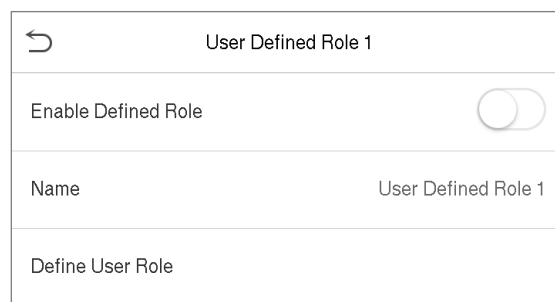 User Defined Role 1
Enable Defined Role
Name User Defined Role 1
Define User Role